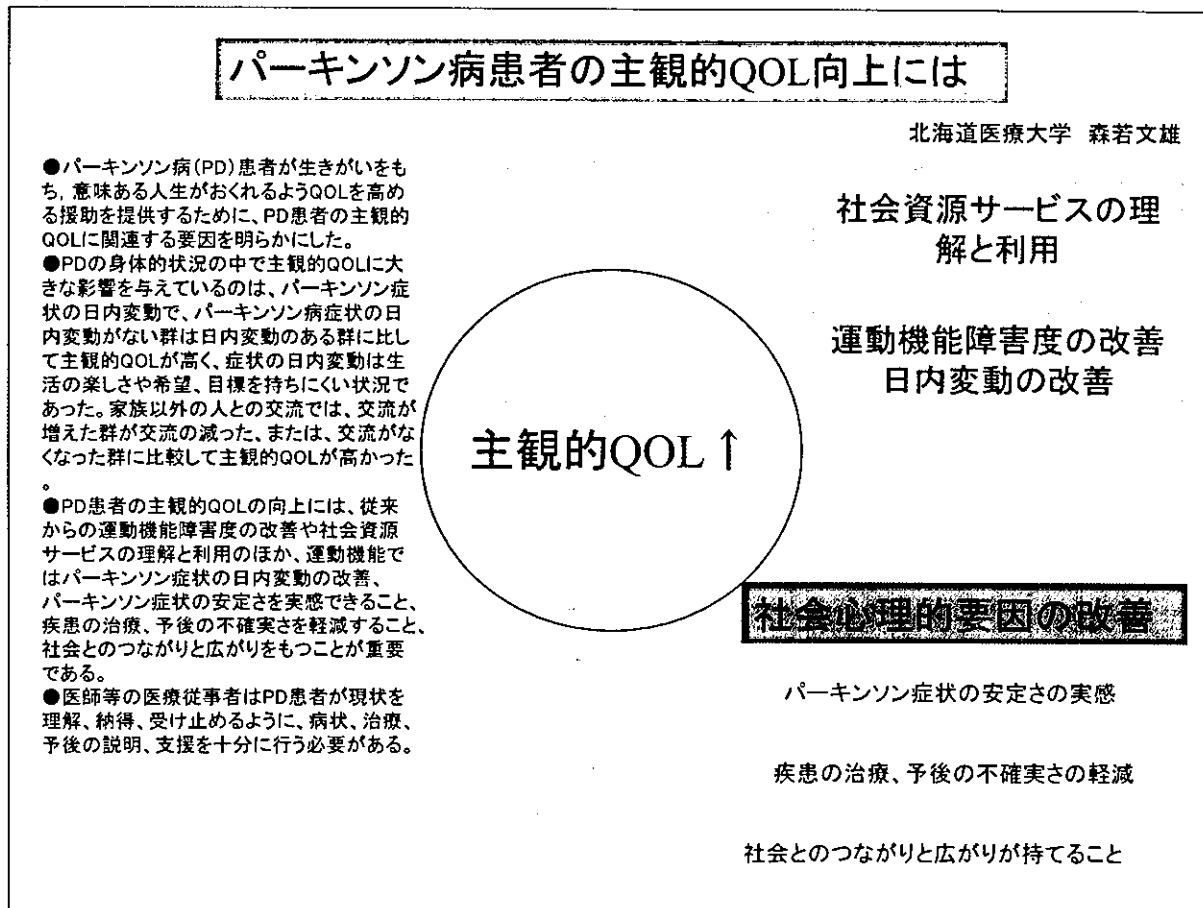 パーキンソン病患者の主観的QOL向上には
北海道医療大学 森若文雄
●パーキンソン病(PD)患者が生きがいをも
ち, 意味ある人生がおくれるようQOLを高め
る援助を提供するために、PD患者の主観的
QOLに関連する要因を明らかにした。
●PDの身体的状況の中で主観的QOLに大
きな影響を与えているのは、パーキンソン症
状の日内変動で、パーキンソン病症状の日
内変動がない群は日内変動のある群に比し
て主観的QOLが高く、症状の日内変動は生
活の楽しさや希望、目標を持ちにくい状況で
あった。家族以外の人との交流では、交流が
増えた群が交流の減った、または、交流がな
くなった群に比較して主観的QOLが高かった
。
●PD患者の主観的QOLの向上には、従来
からの運動機能障害度の改善や社会資源
サービスの理解と利用のほか、運動機能で
はパーキンソン症状の日内変動の改善、
パーキンソン症状の安定さを実感できること、
疾患の治療、予後の不確実さを軽減すること、
社会とのつながりと広がりをもつことが重要
である。
●医師等の医療従事者はPD患者が現状を
理解、納得、受け止めるように、病状、治療、
予後の説明、支援を十分に行う必要がある。
主観的QOL↑
社会資源サービスの理
解と利用
運動機能障害度の改善
日内変動の改善
社会心理的要因の改善
パーキンソン症状の安定さの実感
疾患の治療、予後の不確実さの軽減
社会とのつながりと広がりが持てること